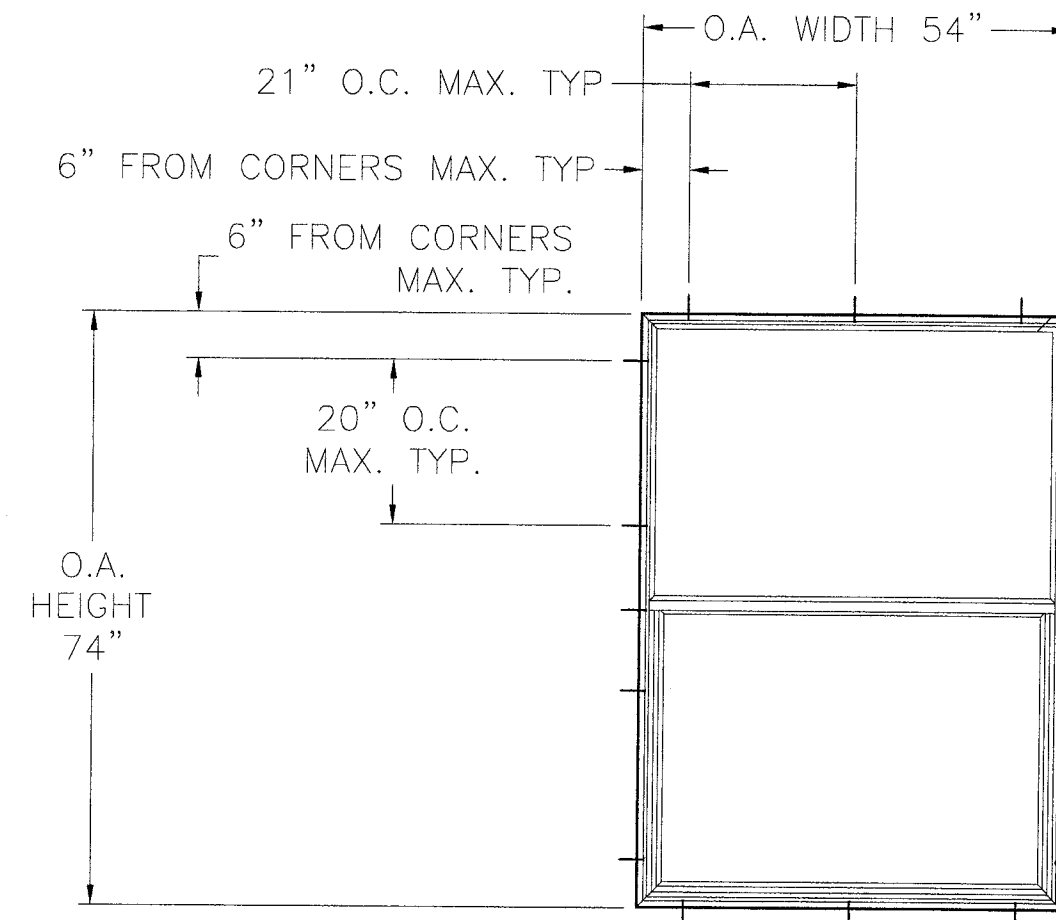 O.A. WIDTH 54”
21” O.C. MAX. TYP
6” FROM CORNERS MAX. TYP
6” FROM CORNERS
MAX. TYP.
20” O.C.
MAX. TYP.
O.A.
HEIGHT
74”